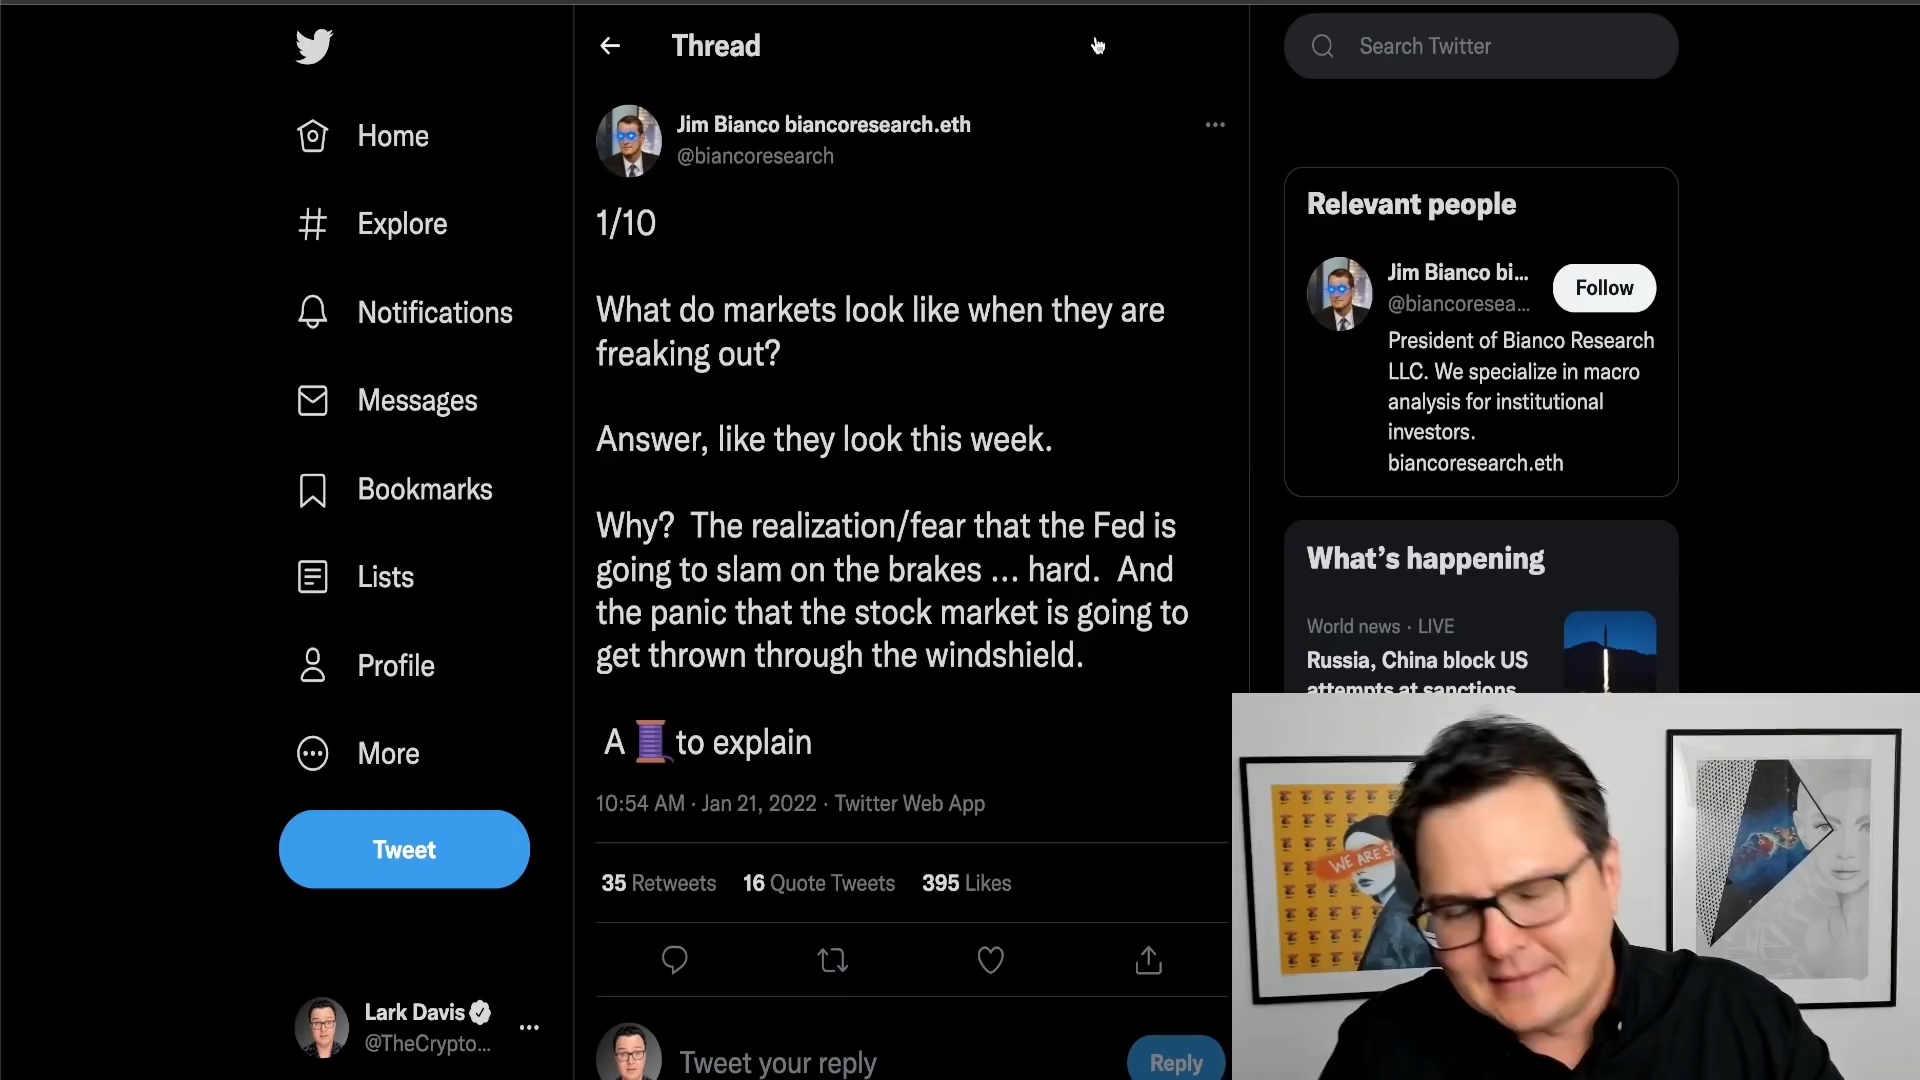 Thread
Search Twitter
Home
Explore
Notifications
Messages
Bookmarks
Lists
Profile
More
Tweet
Lark Davis
@TheCrypto...
Jim Bianco biancoresearch.eth
@biancoresearch
1/10
What do markets look like when they are
freaking out?
Answer, like they look this week.
Why?  The realization/fear that the Fed is
going to slam on the brakes ... hard.  And
the panic that the stock market is going to
get thrown through the windshield.
A 🧵 to explain
10:54 AM · Jan 21, 2022 · Twitter Web App
35 Retweets 16 Quote Tweets 395 Likes
Tweet your reply
Reply
Relevant people
Jim Bianco bi...
@biancoresea...
Follow
President of Bianco Research
LLC. We specialize in macro
analysis for institutional
investors.
biancoresearch.eth
What's happening
World news · LIVE
Russia, China block US
attempts at sanctions
WE ARE